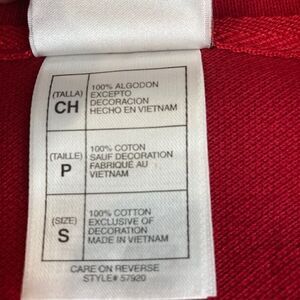 (TALLA)
CH
100% ALGODON
EXCEPTO
DECORACION
HECHO EN VIETNAM
(TAILLE)
P
100% COTON
SAUF DECORATION
FABRIQUÉ AU
VIETNAM
(SIZE)
S
100% COTTON
EXCLUSIVE OF
DECORATION
MADE IN VIETNAM
CARE ON REVERSE
STYLE# 57920